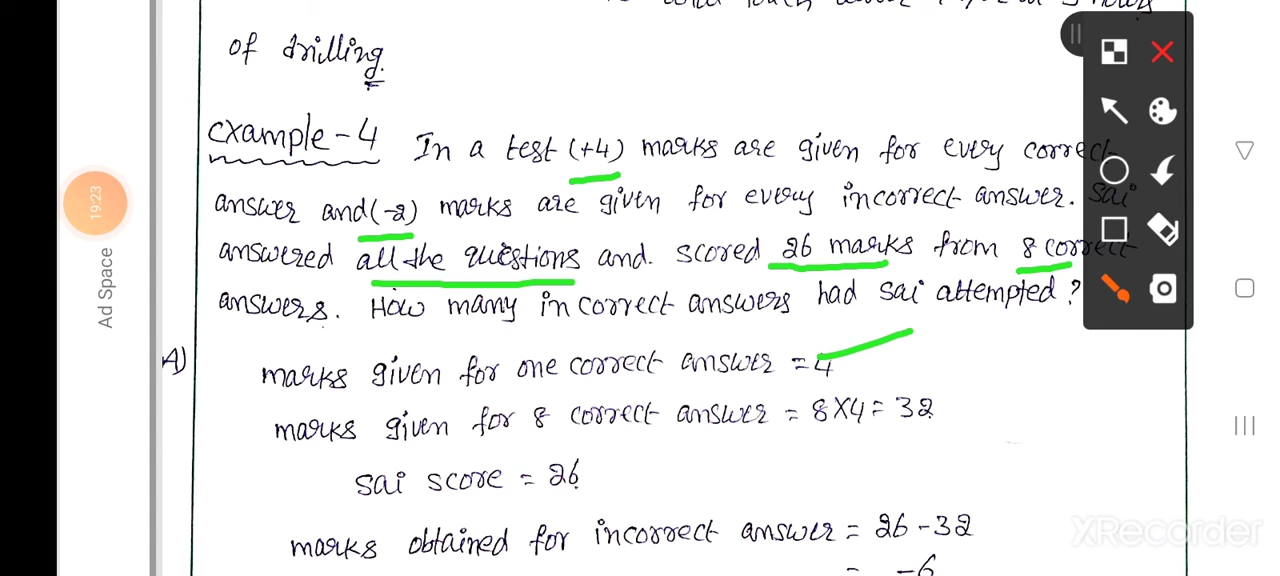 of drilling.
Example-4 In a test (+4) marks are given for every correct
answer and (-2) marks are given for every incorrect answer. Sai
answered all the questions and. scored 26 marks from 8 correct
answers. How many incorrect answers had sai attempted?
A) marks given for one correct answer = 4
marks given for 8 correct answer = 8×4 = 32
sai score = 26
marks obtained for incorrect answer = 26-32
= -6
19:23
Ad Space
XRecorder